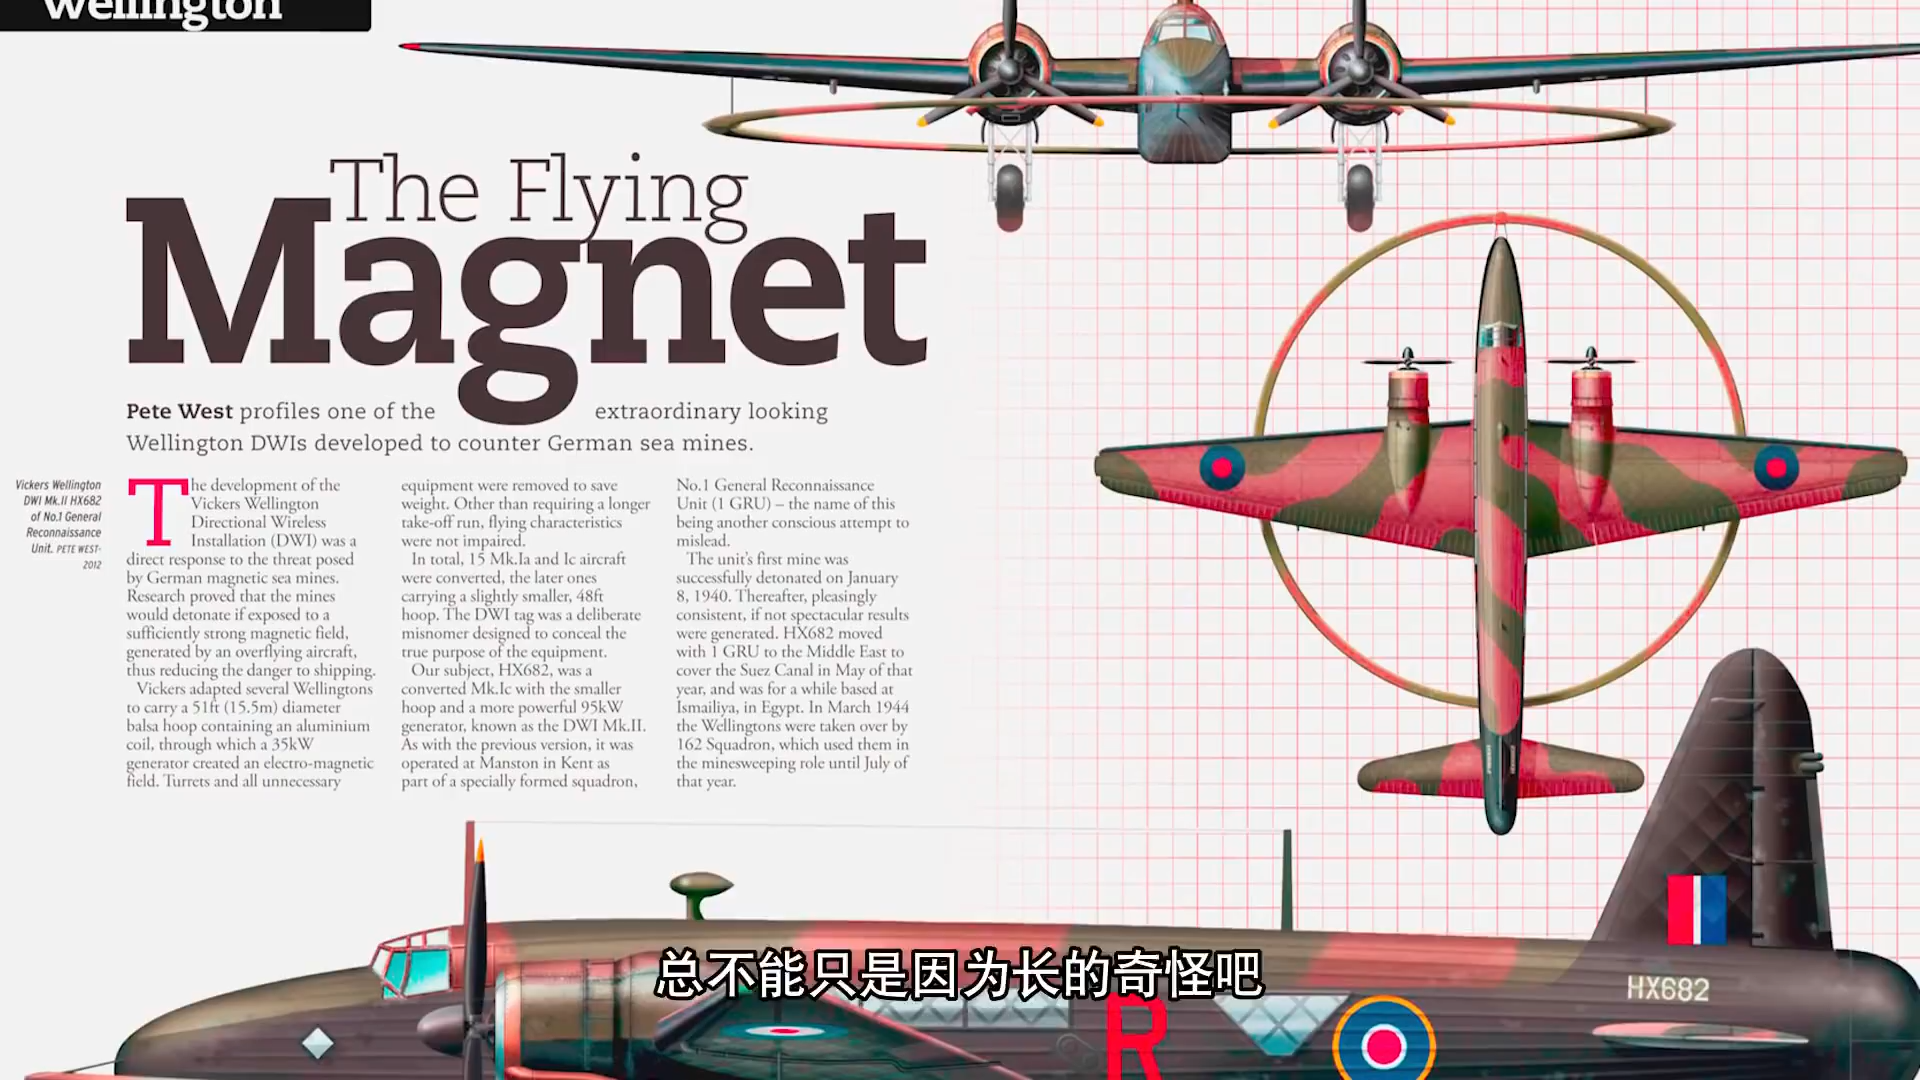 Wellington
The Flying
Magnet
Pete West profiles one of the extraordinary looking
Wellington DWIs developed to counter German sea mines.
Vickers Wellington
DWI Mk.II HX682
of No.1 General
Reconnaissance
Unit. PETE WEST-
2012
The development of the
Vickers Wellington
Directional Wireless
Installation (DWI) was a
direct response to the threat posed
by German magnetic sea mines.
Research proved that the mines
would detonate if exposed to a
sufficiently strong magnetic field,
generated by an overflying aircraft,
thus reducing the danger to shipping.
Vickers adapted several Wellingtons
to carry a 51ft (15.5m) diameter
balsa hoop containing an aluminium
coil, through which a 35kW
generator created an electro-magnetic
field. Turrets and all unnecessary
equipment were removed to save
weight. Other than requiring a longer
take-off run, flying characteristics
were not impaired.
In total, 15 Mk.Ia and Ic aircraft
were converted, the later ones
carrying a slightly smaller, 48ft
hoop. The DWI tag was a deliberate
misnomer designed to conceal the
true purpose of the equipment.
Our subject, HX682, was a
converted Mk.Ic with the smaller
hoop and a more powerful 95kW
generator, known as the DWI Mk.II.
As with the previous version, it was
operated at Manston in Kent as
part of a specially formed squadron,
No.1 General Reconnaissance
Unit (1 GRU) – the name of this
being another conscious attempt to
mislead.
The unit's first mine was
successfully detonated on January
8, 1940. Thereafter, pleasingly
consistent, if not spectacular results
were generated. HX682 moved
with 1 GRU to the Middle East to
cover the Suez Canal in May of that
year, and was for a while based at
Ismailiya, in Egypt. In March 1944
the Wellingtons were taken over by
162 Squadron, which used them in
the minesweeping role until July of
that year.
总不能只是因为长的奇怪吧
HX682
R